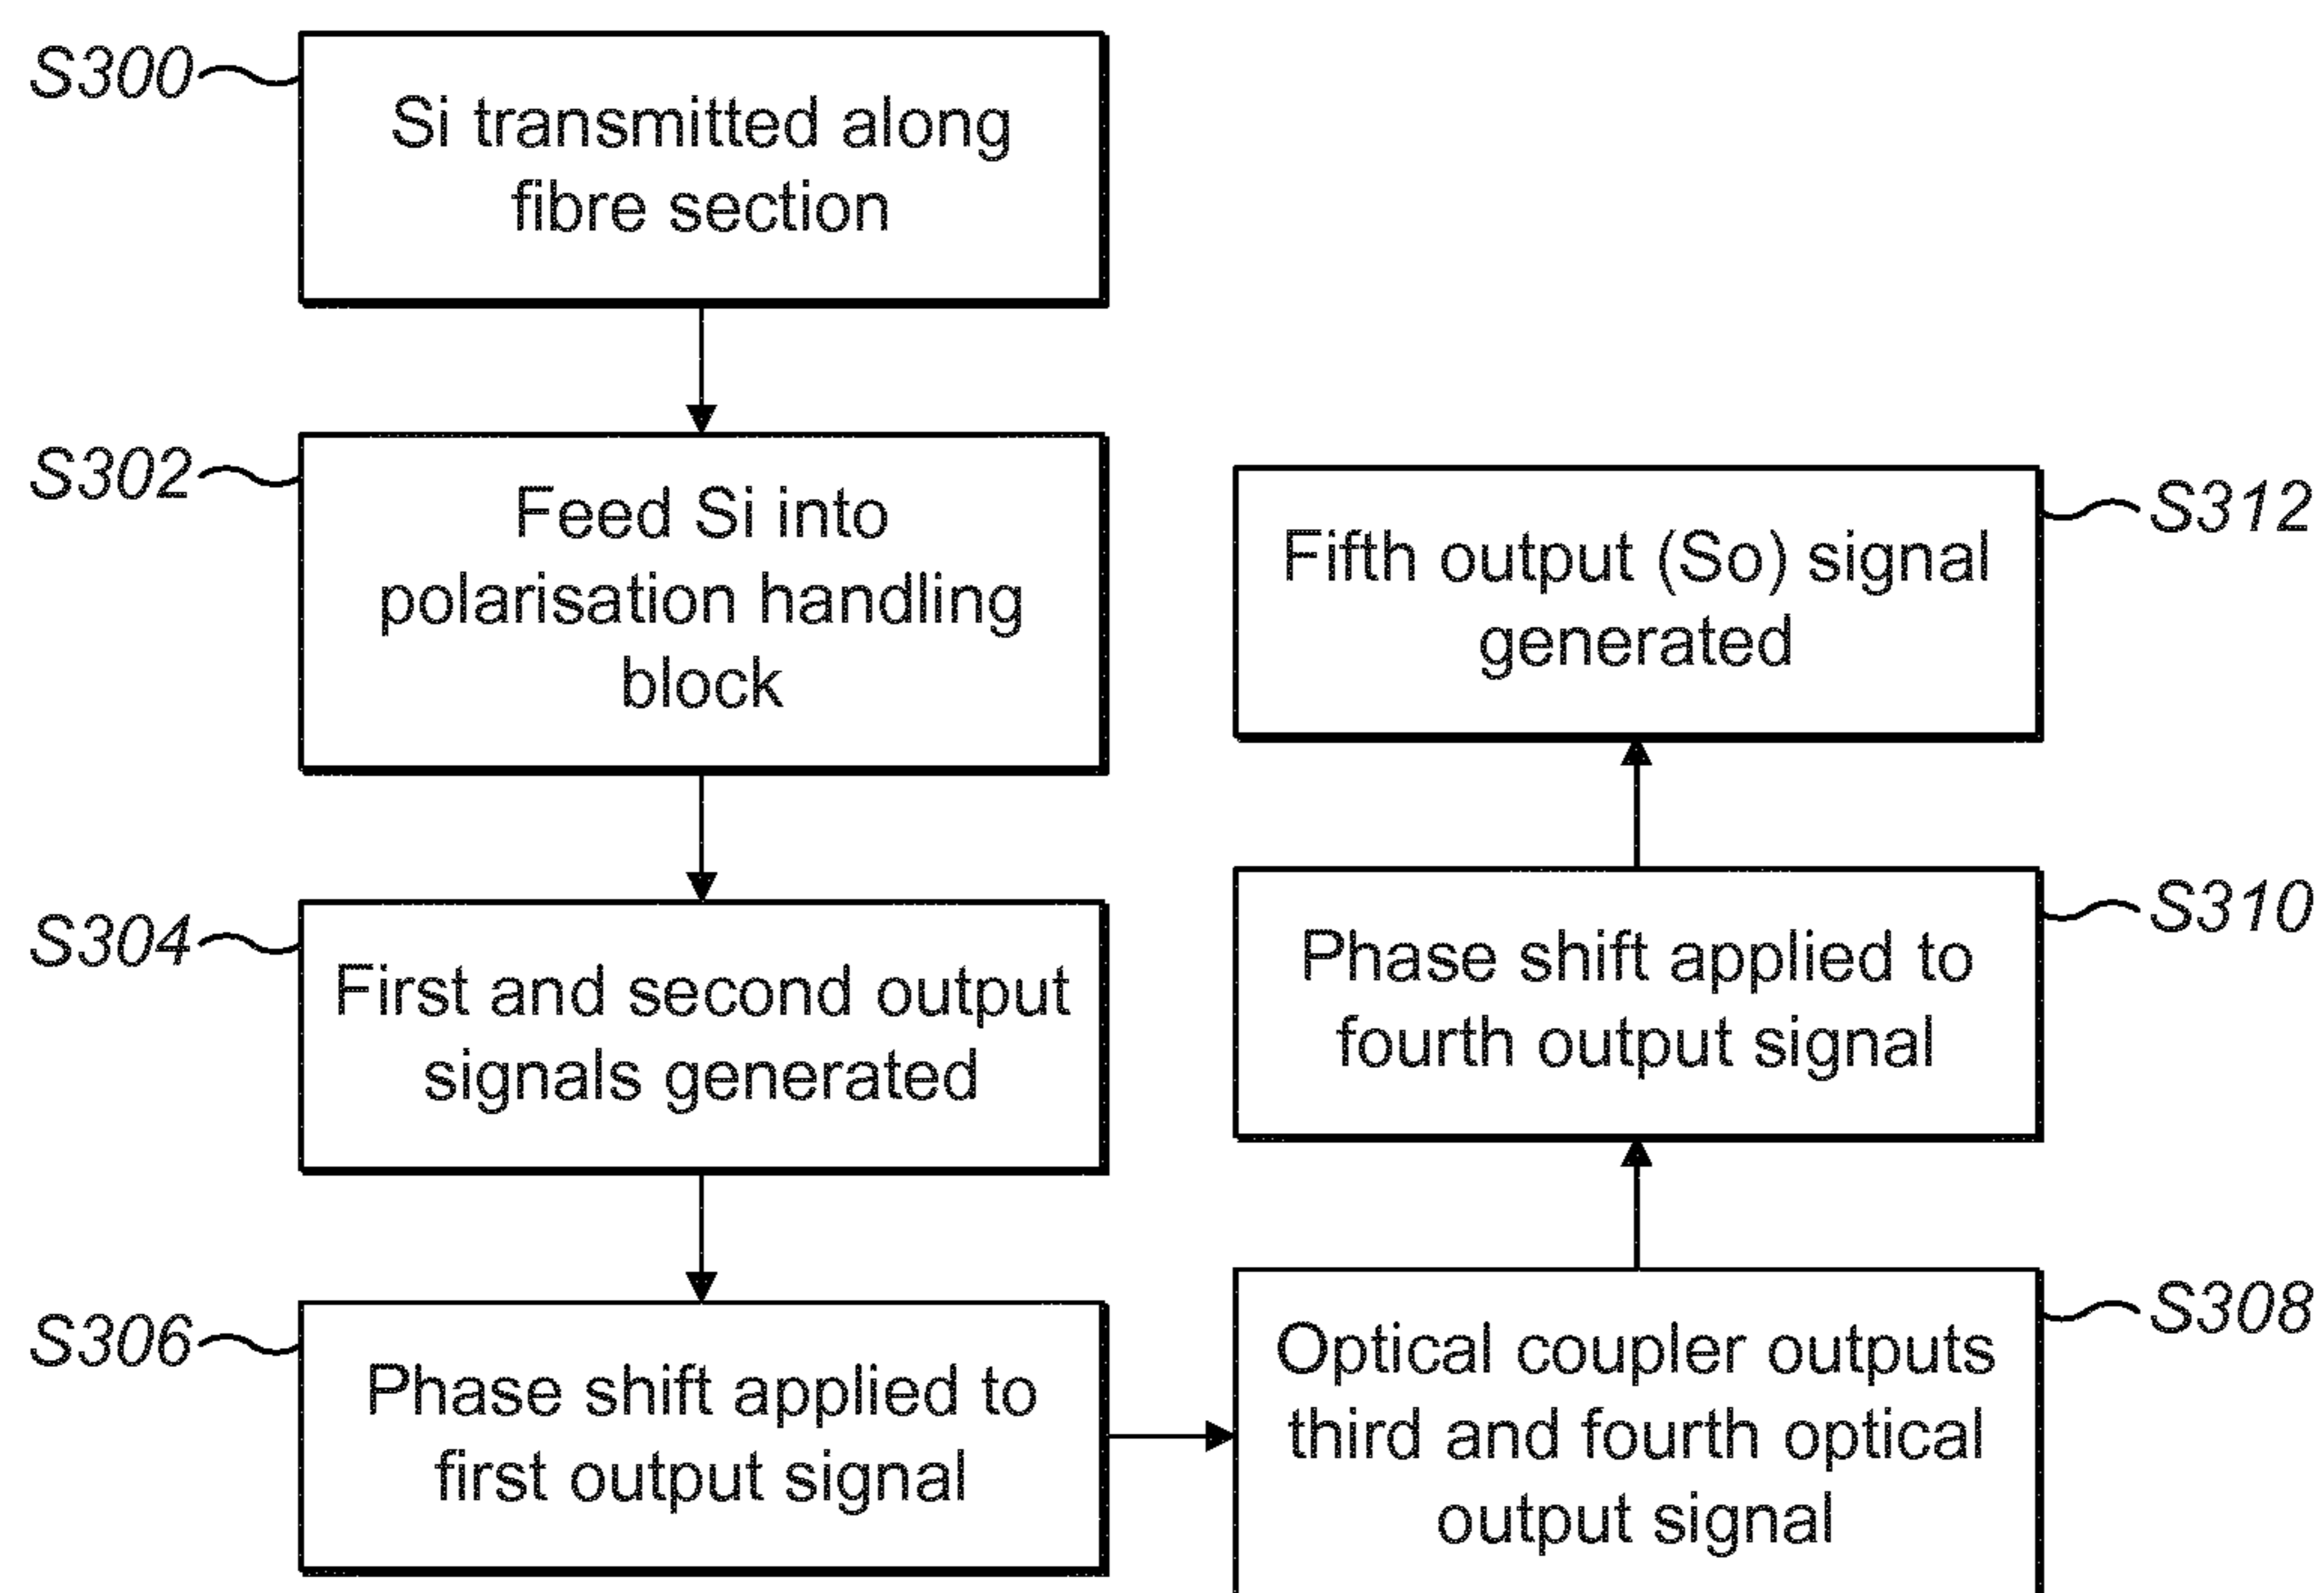 S300
Si transmitted along
fibre section
S302
Feed Si into
polarisation handling
block
S304
First and second output
signals generated
S306
Phase shift applied to
first output signal
S308
Optical coupler outputs
third and fourth optical
output signal
S310
Phase shift applied to
fourth output signal
S312
Fifth output (So) signal
generated